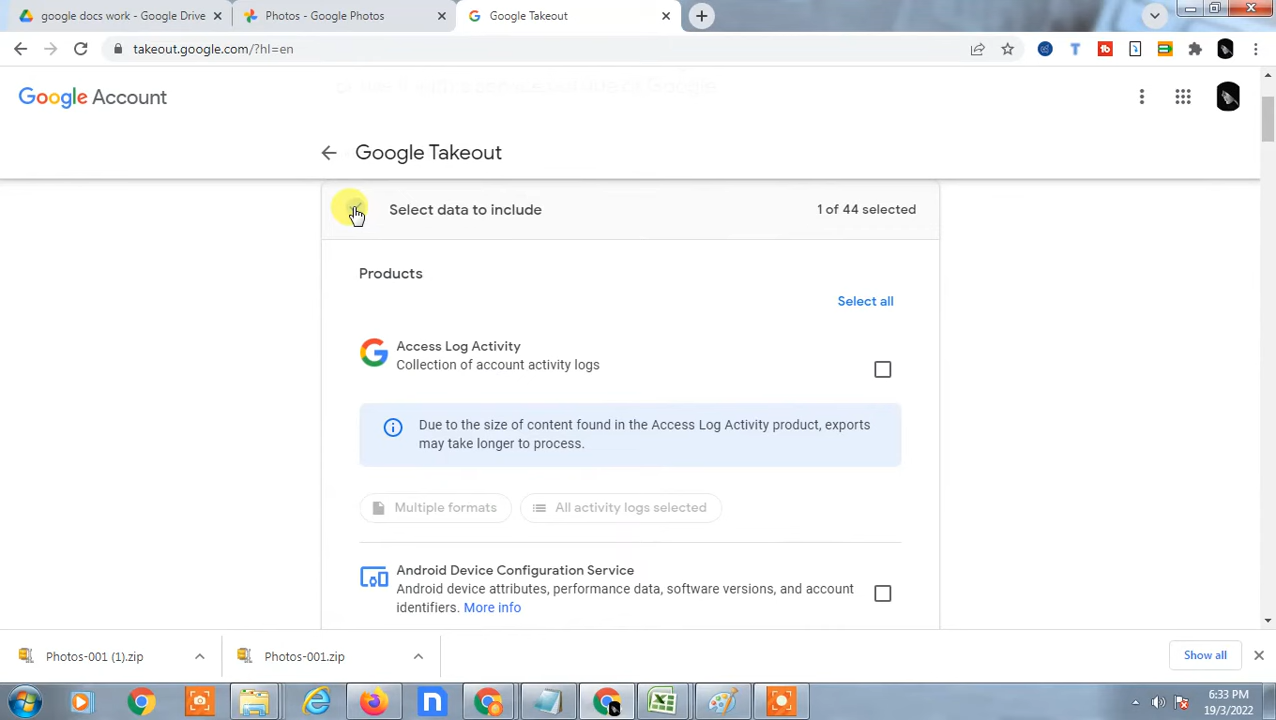 google docs work - Google Drive
Photos - Google Photos
Google Takeout
takeout.google.com/?hl=en
Google Account
Google Takeout
Select data to include
1 of 44 selected
Products
Select all
Access Log Activity
Collection of account activity logs
Due to the size of content found in the Access Log Activity product, exports
may take longer to process.
Multiple formats
All activity logs selected
Android Device Configuration Service
Android device attributes, performance data, software versions, and account
identifiers. More info
Photos-001 (1).zip
Photos-001.zip
Show all
6:33 PM
19/3/2022